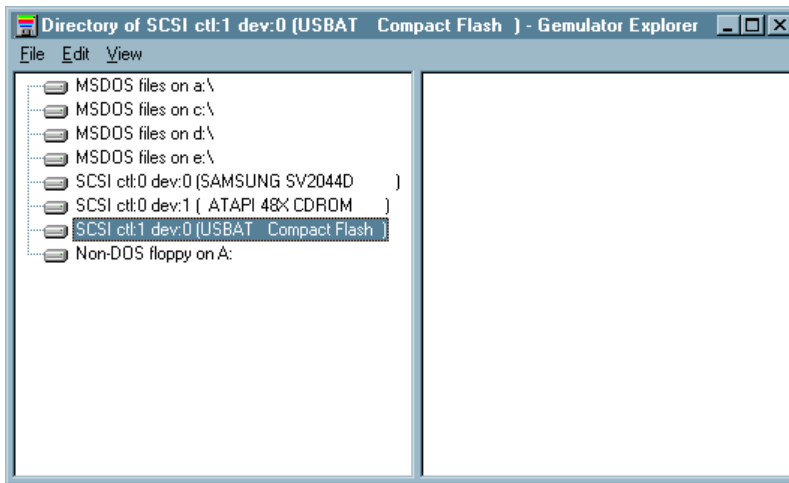 Directory of SCSI ctl:1 dev:0 (USBAT   Compact Flash  ) - Gemulator Explorer
File Edit View
MSDOS files on a:\
MSDOS files on c:\
MSDOS files on d:\
MSDOS files on e:\
SCSI ctl:0 dev:0 (SAMSUNG SV2044D       )
SCSI ctl:0 dev:1 (  ATAPI 48X CDROM       )
SCSI ctl:1 dev:0 (USBAT   Compact Flash  )
Non-DOS floppy on A: